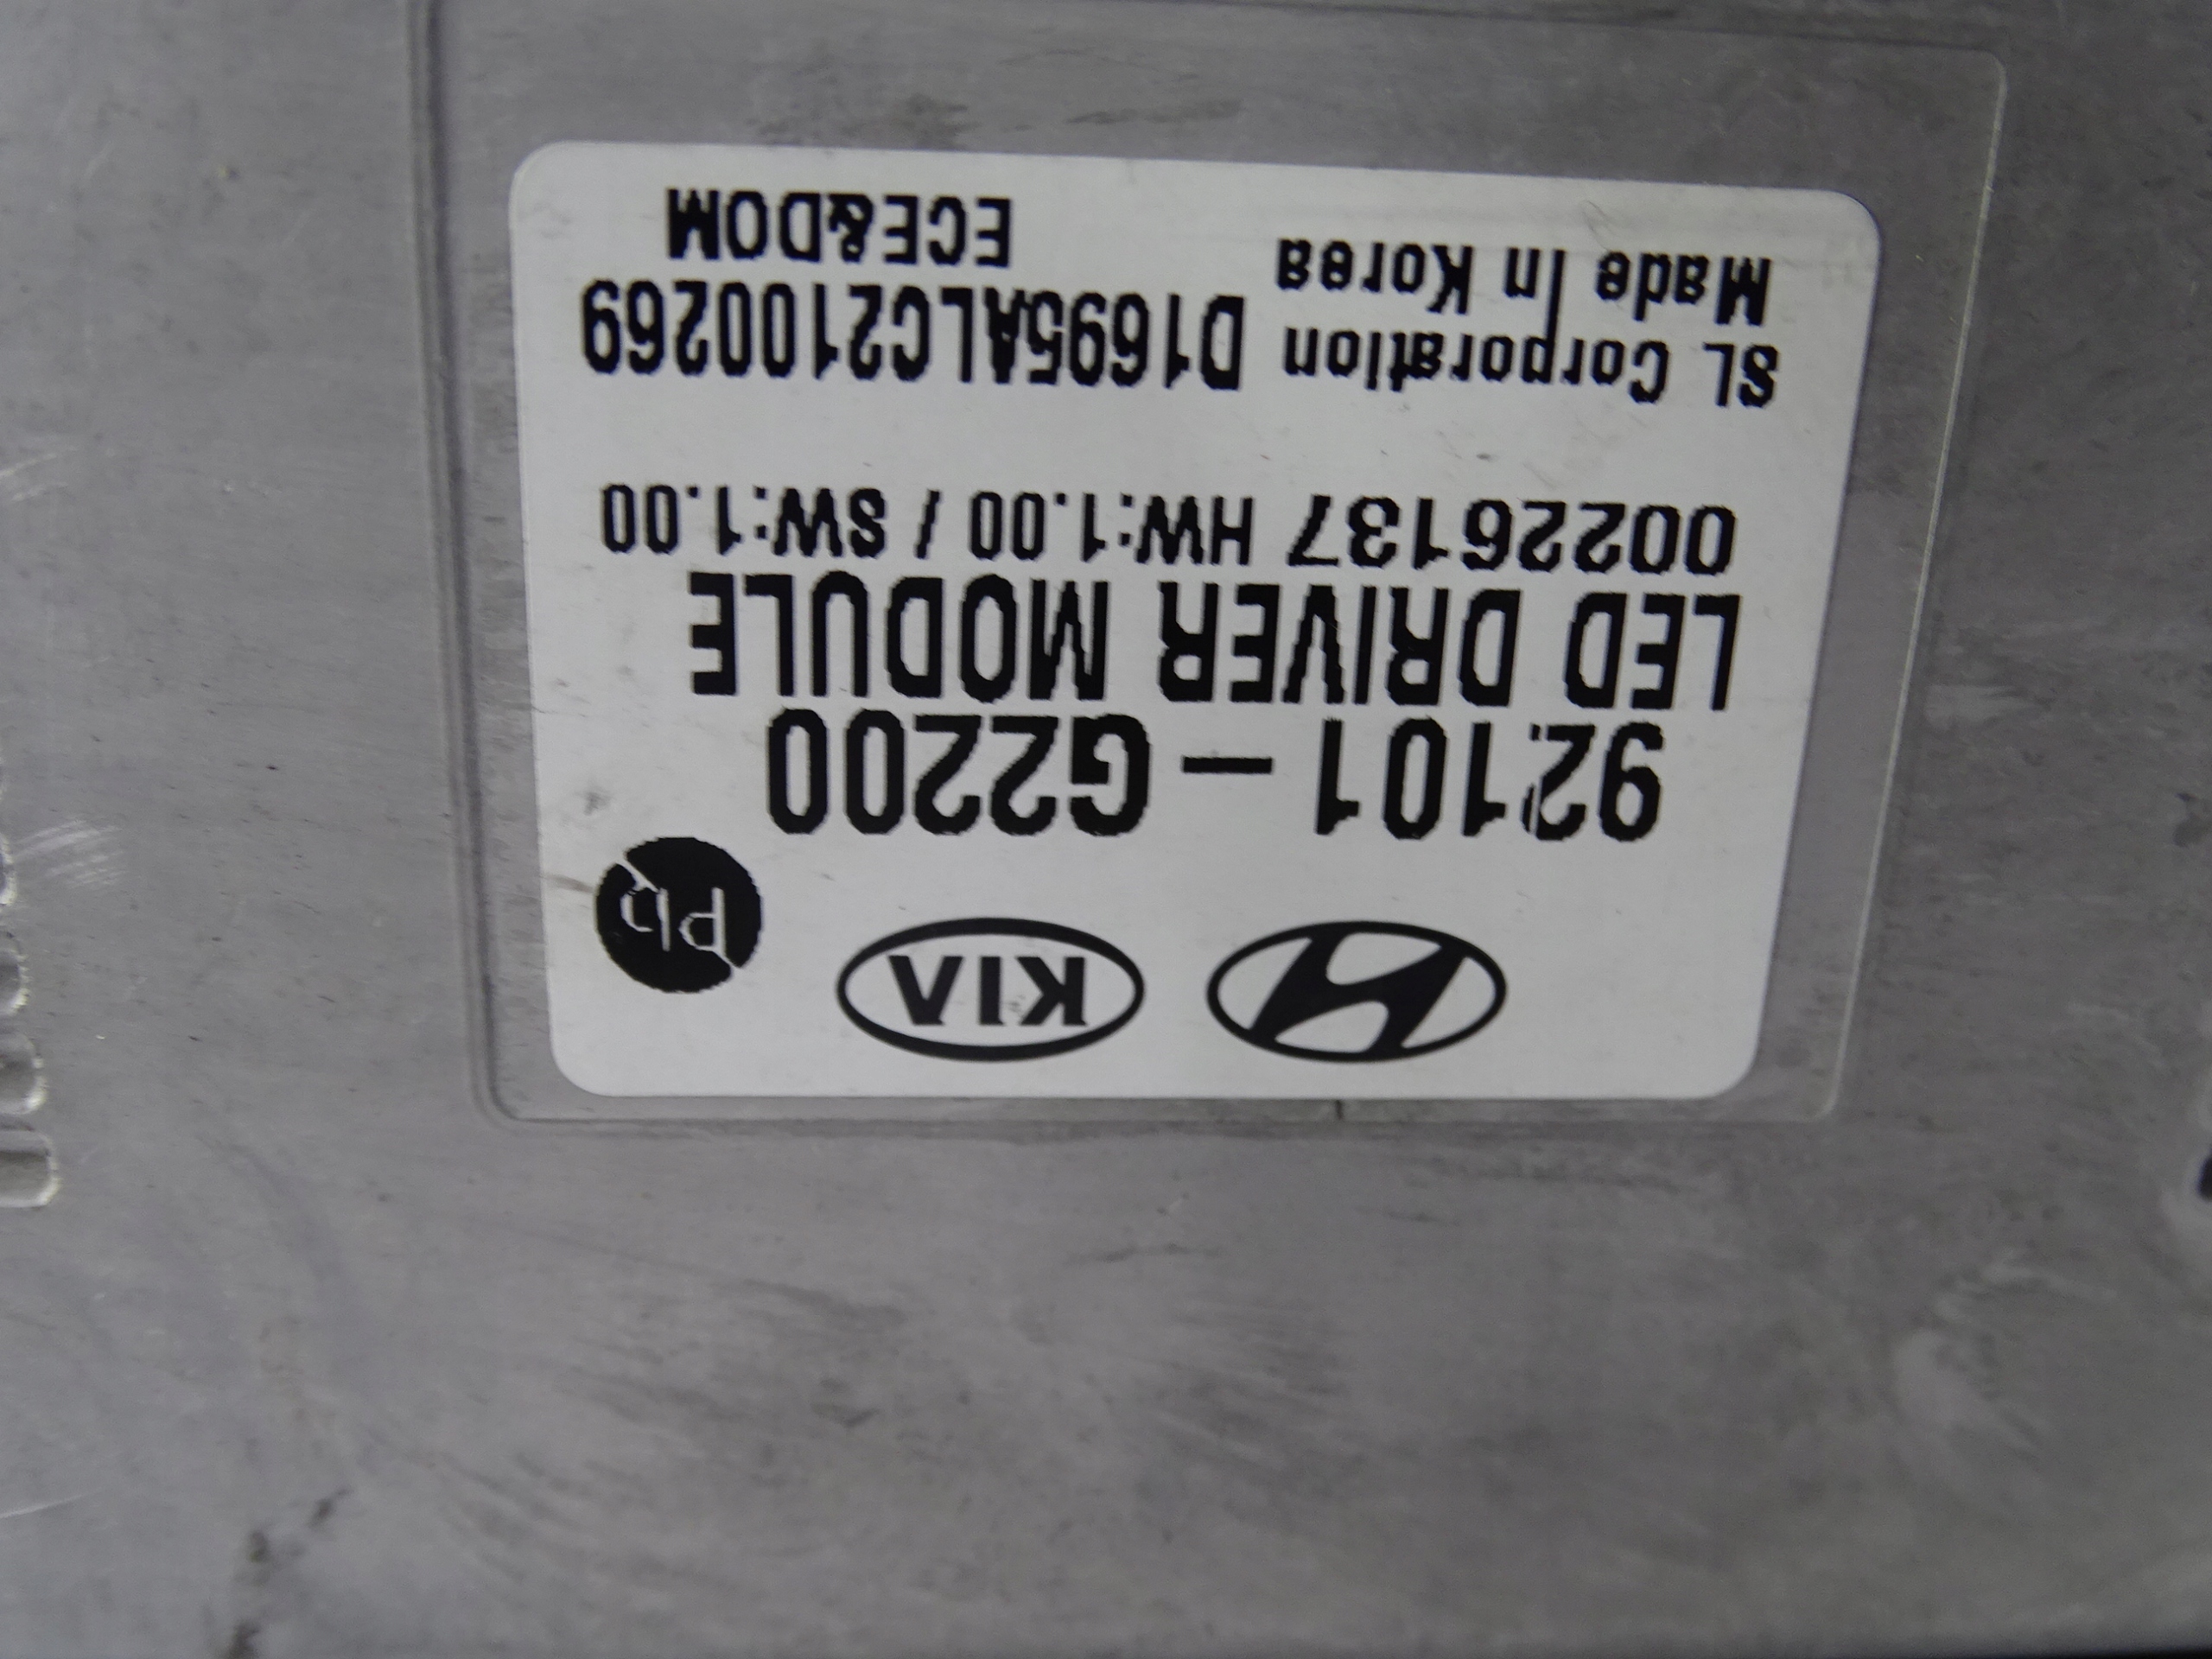 KIA
Pb
92101-G2200
LED DRIVER MODULE
00226137 HW:1.00 / SW:1.00
SL Corporation D1695ALC2100269
Made In Korea ECE&DOM